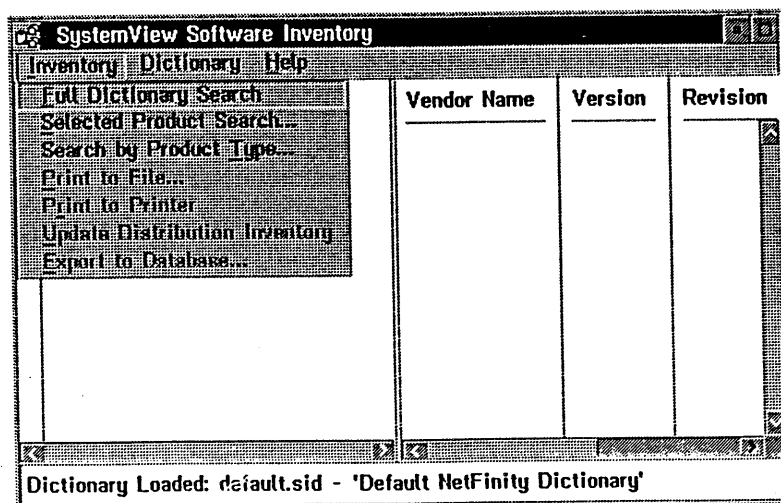 SystemView Software Inventory
Inventory Dictionary Help
Full Dictionary Search
Selected Product Search...
Search by Product Type...
Print to File...
Print to Printer
Update Distribution Inventory
Export to Database...
Vendor Name Version Revision
Dictionary Loaded: default.sid - 'Default NetFinity Dictionary'